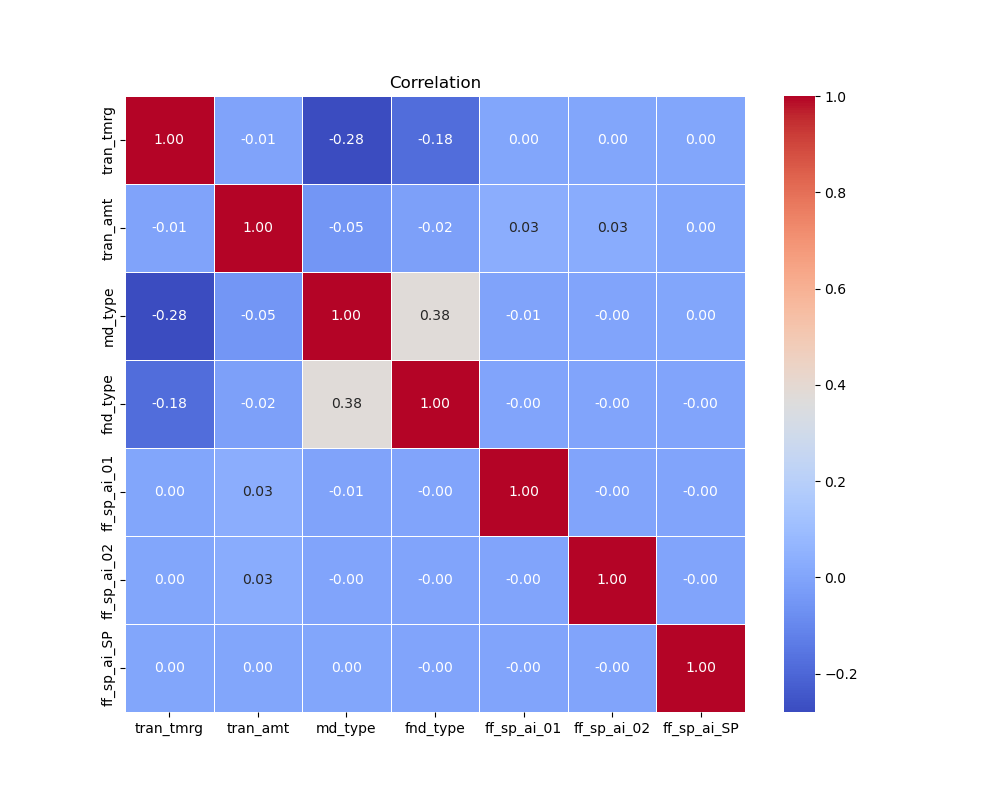 Correlation
tran_tmrg 1.00 -0.01 -0.28 -0.18 0.00 0.00 0.00
tran_amt -0.01 1.00 -0.05 -0.02 0.03 0.03 0.00
md_type -0.28 -0.05 1.00 0.38 -0.01 -0.00 0.00
fnd_type -0.18 -0.02 0.38 1.00 -0.00 -0.00 -0.00
ff_sp_ai_01 0.00 0.03 -0.01 -0.00 1.00 -0.00 -0.00
ff_sp_ai_02 0.00 0.03 -0.00 -0.00 -0.00 1.00 -0.00
ff_sp_ai_SP 0.00 0.00 0.00 -0.00 -0.00 -0.00 1.00
tran_tmrg tran_amt md_type fnd_type ff_sp_ai_01 ff_sp_ai_02 ff_sp_ai_SP
1.0
0.8
0.6
0.4
0.2
0.0
−0.2